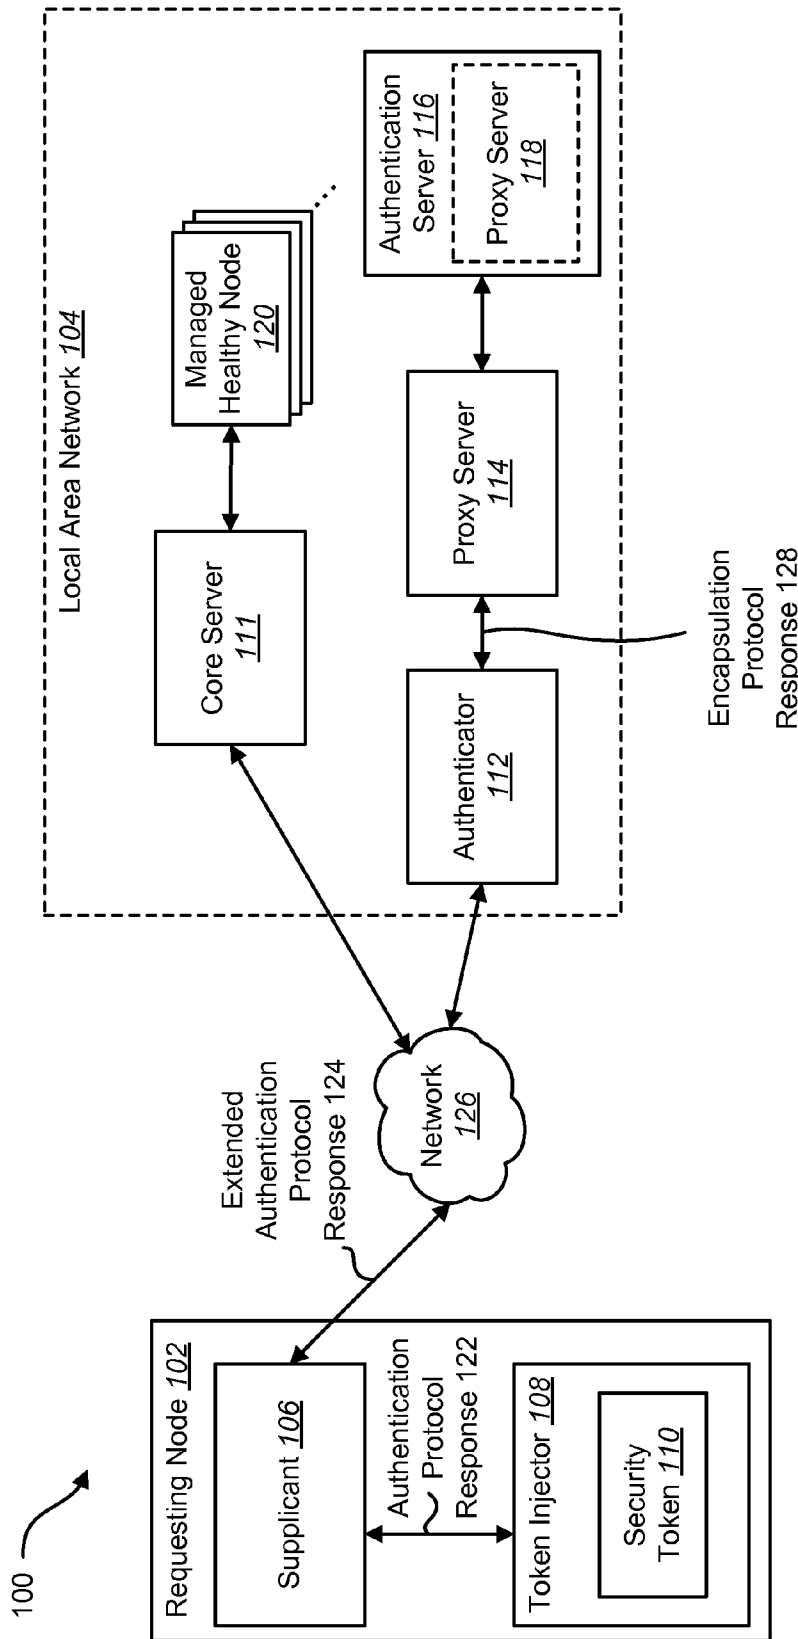 100
Requesting Node 102
Supplicant 106
Authentication
Protocol
Response 122
Token Injector 108
Security
Token 110
Extended
Authentication
Protocol
Response 124
Network
126
Local Area Network 104
Core Server
111
Managed
Healthy Node
120
Authenticator
112
Proxy Server
114
Authentication
Server 116
Proxy Server
118
Encapsulation
Protocol
Response 128